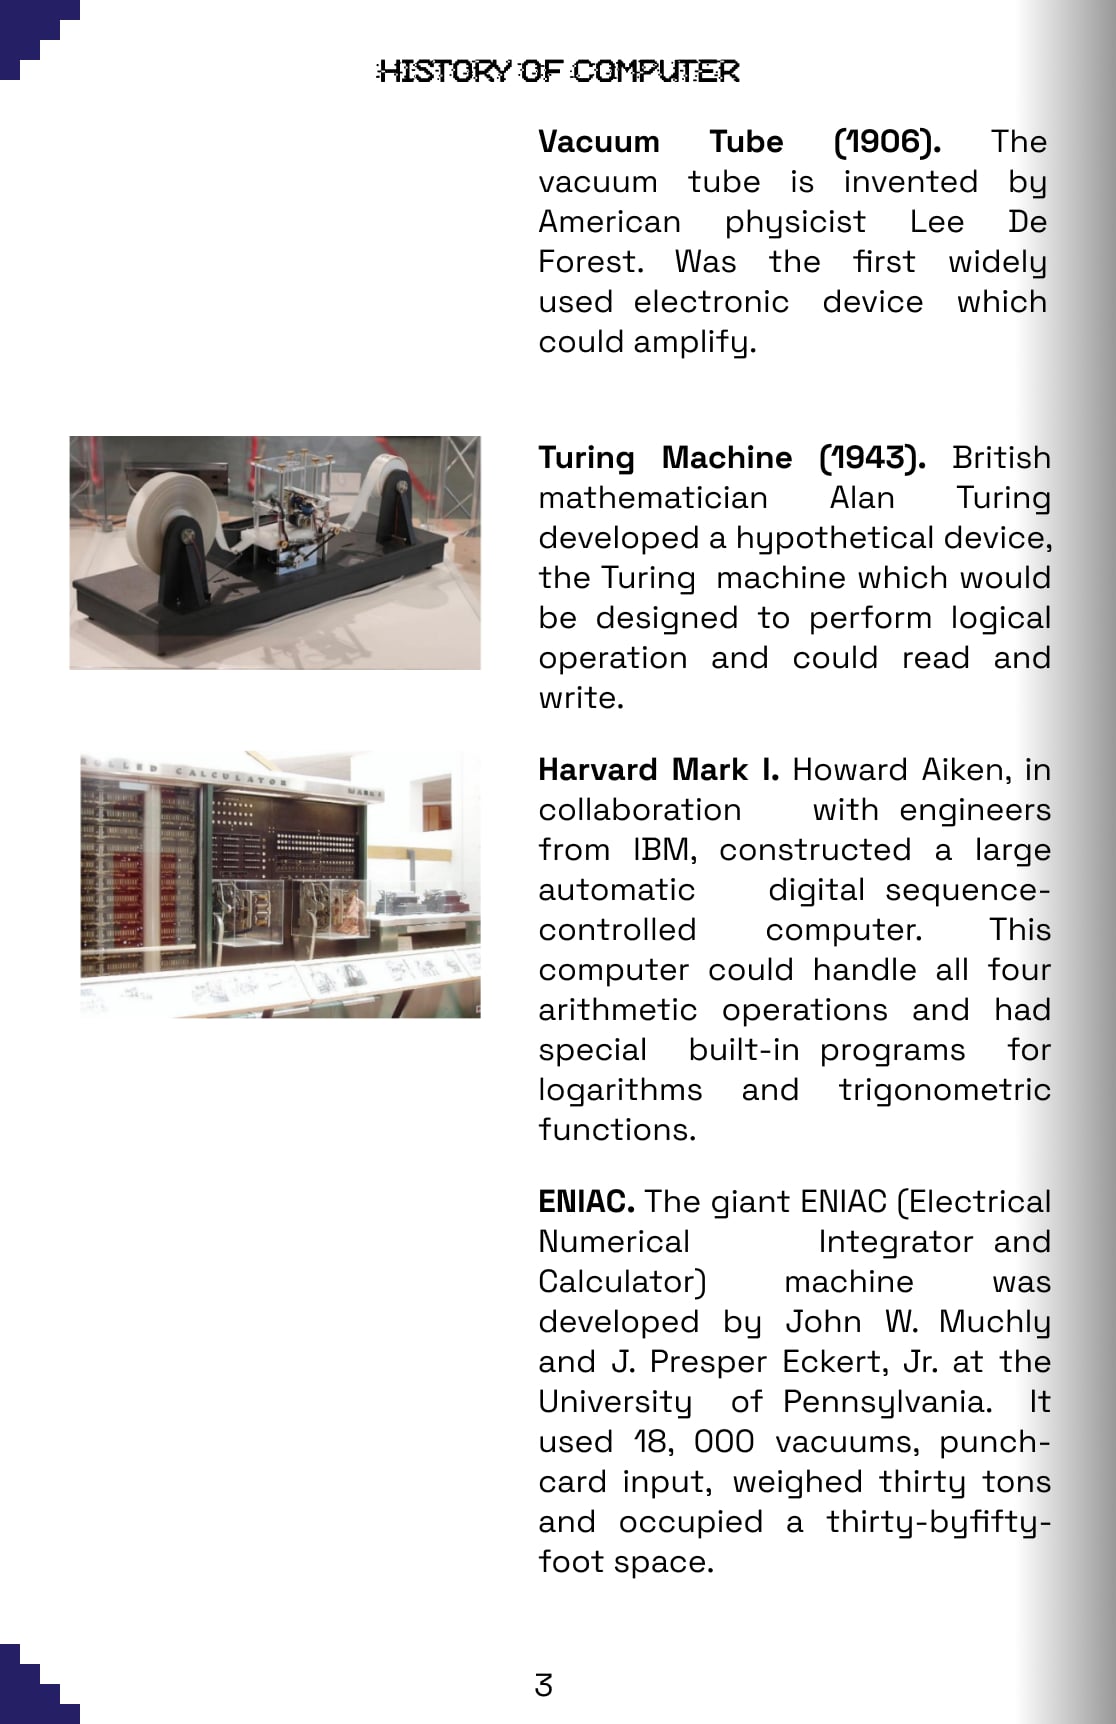 HISTORY OF COMPUTER
Vacuum Tube (1906). The
vacuum tube is invented by
American physicist Lee De
Forest. Was the first widely
used electronic device which
could amplify.
Turing Machine (1943). British
mathematician Alan Turing
developed a hypothetical device,
the Turing machine which would
be designed to perform logical
operation and could read and
write.
CALCULATOR
MARK I
Harvard Mark I. Howard Aiken, in
collaboration with engineers
from IBM, constructed a large
automatic digital sequence-
controlled computer. This
computer could handle all four
arithmetic operations and had
special built-in programs for
logarithms and trigonometric
functions.
ENIAC. The giant ENIAC (Electrical
Numerical Integrator and
Calculator) machine was
developed by John W. Muchly
and J. Presper Eckert, Jr. at the
University of Pennsylvania. It
used 18, 000 vacuums, punch-
card input, weighed thirty tons
and occupied a thirty-byfifty-
foot space.
3